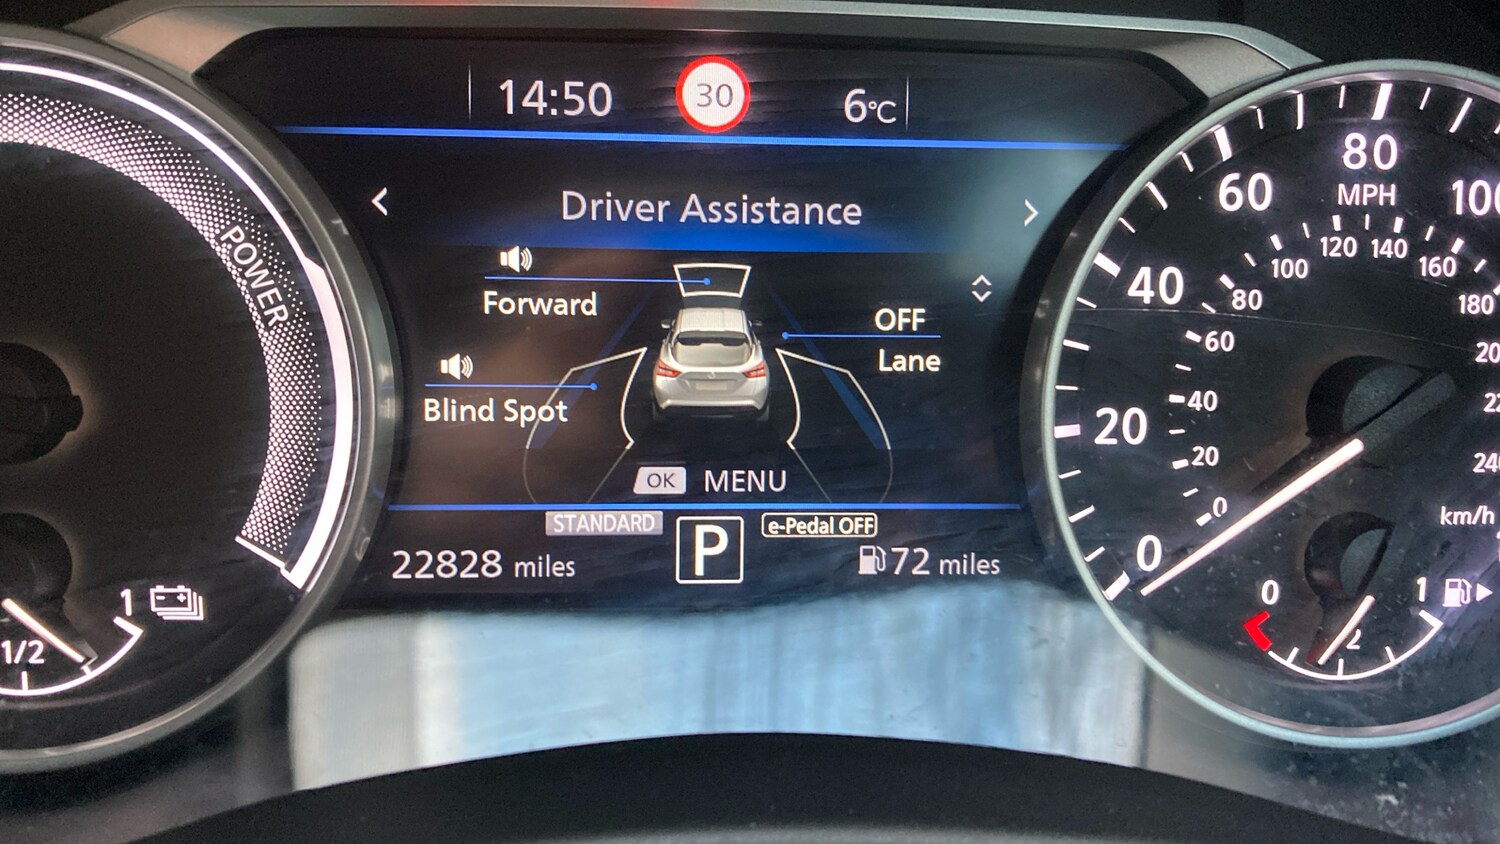 14:50
30
6°C
Driver Assistance
Forward
OFF
Lane
Blind Spot
OK MENU
STANDARD
P
e-Pedal OFF
22828 miles
72 miles
POWER
1/2
1
0
20
40
60
80
100
MPH
0
20
40
60
80
100
120
140
160
180
km/h
0
1